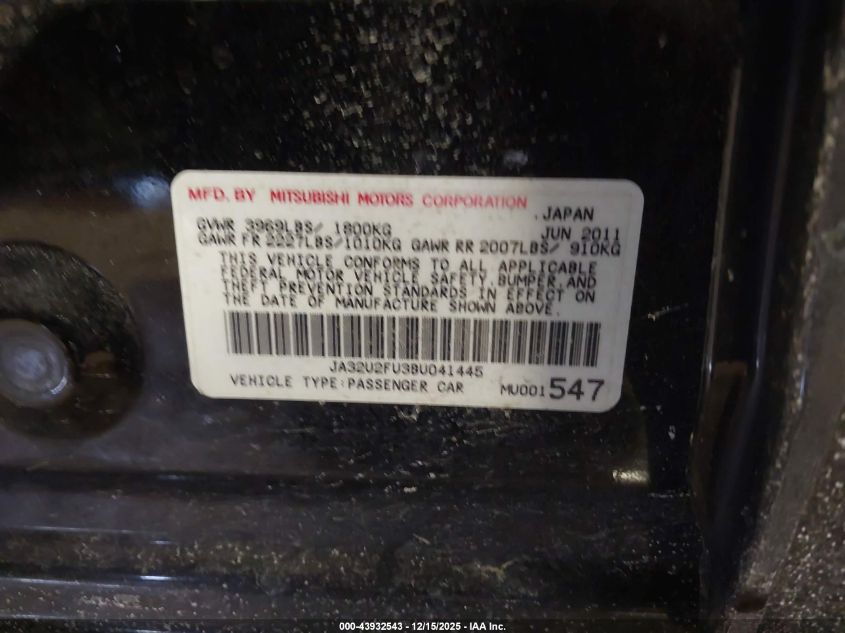 MFD. BY MITSUBISHI MOTORS CORPORATION
JAPAN
GVWR 3969LBS/ 1800KG JUN 2011
GAWR FR 2227LBS/1010KG GAWR RR 2007LBS/ 910KG
THIS VEHICLE CONFORMS TO ALL APPLICABLE
FEDERAL MOTOR VEHICLE SAFETY,BUMPER,AND
THEFT PREVENTION STANDARDS IN EFFECT ON
THE DATE OF MANUFACTURE SHOWN ABOVE.
JA32U2FU3BU041445
VEHICLE TYPE:PASSENGER CAR MU001547
000-43932543 - 12/15/2025 - IAA Inc.